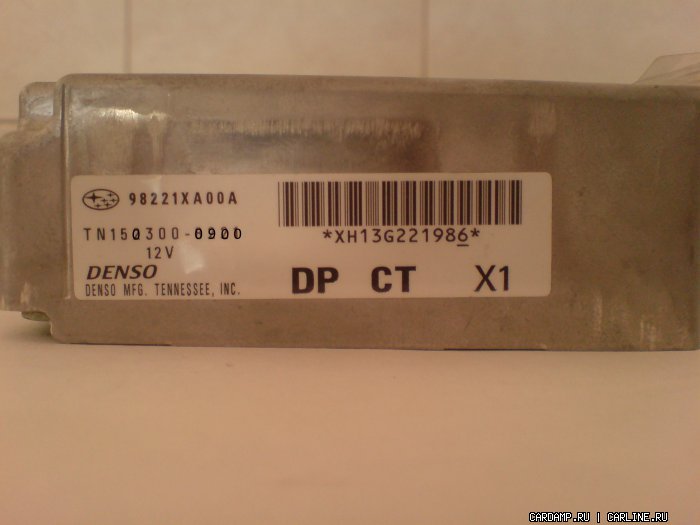 98221XA00A
TN150300-0900
12V
DENSO
DENSO MFG. TENNESSEE, INC.
*XH13G221986*
DP CT X1
CARDAMP.RU | CARLINE.RU